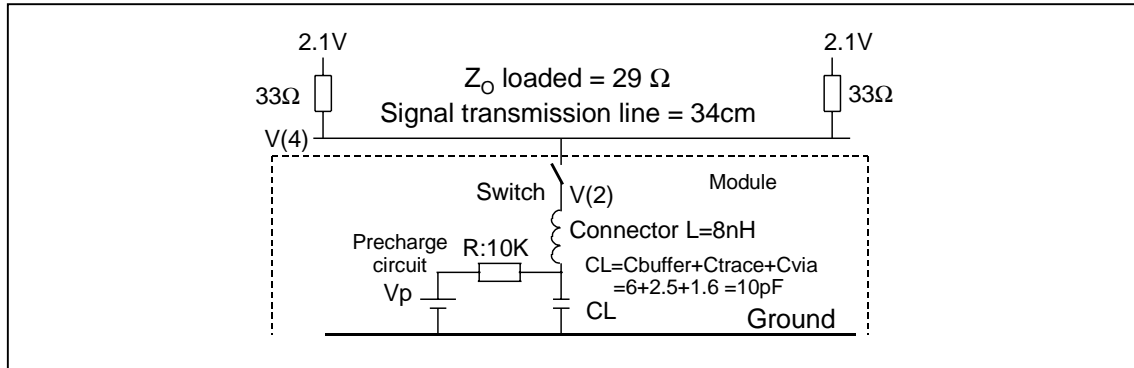 2.1V 2.1V
Z_O loaded = 29 Ω
33Ω 33Ω
Signal transmission line = 34cm
V(4)
Module
Switch V(2)
Connector L=8nH
Precharge
circuit
R:10K
CL=Cbuffer+Ctrace+Cvia
=6+2.5+1.6 =10pF
Vp
CL
Ground